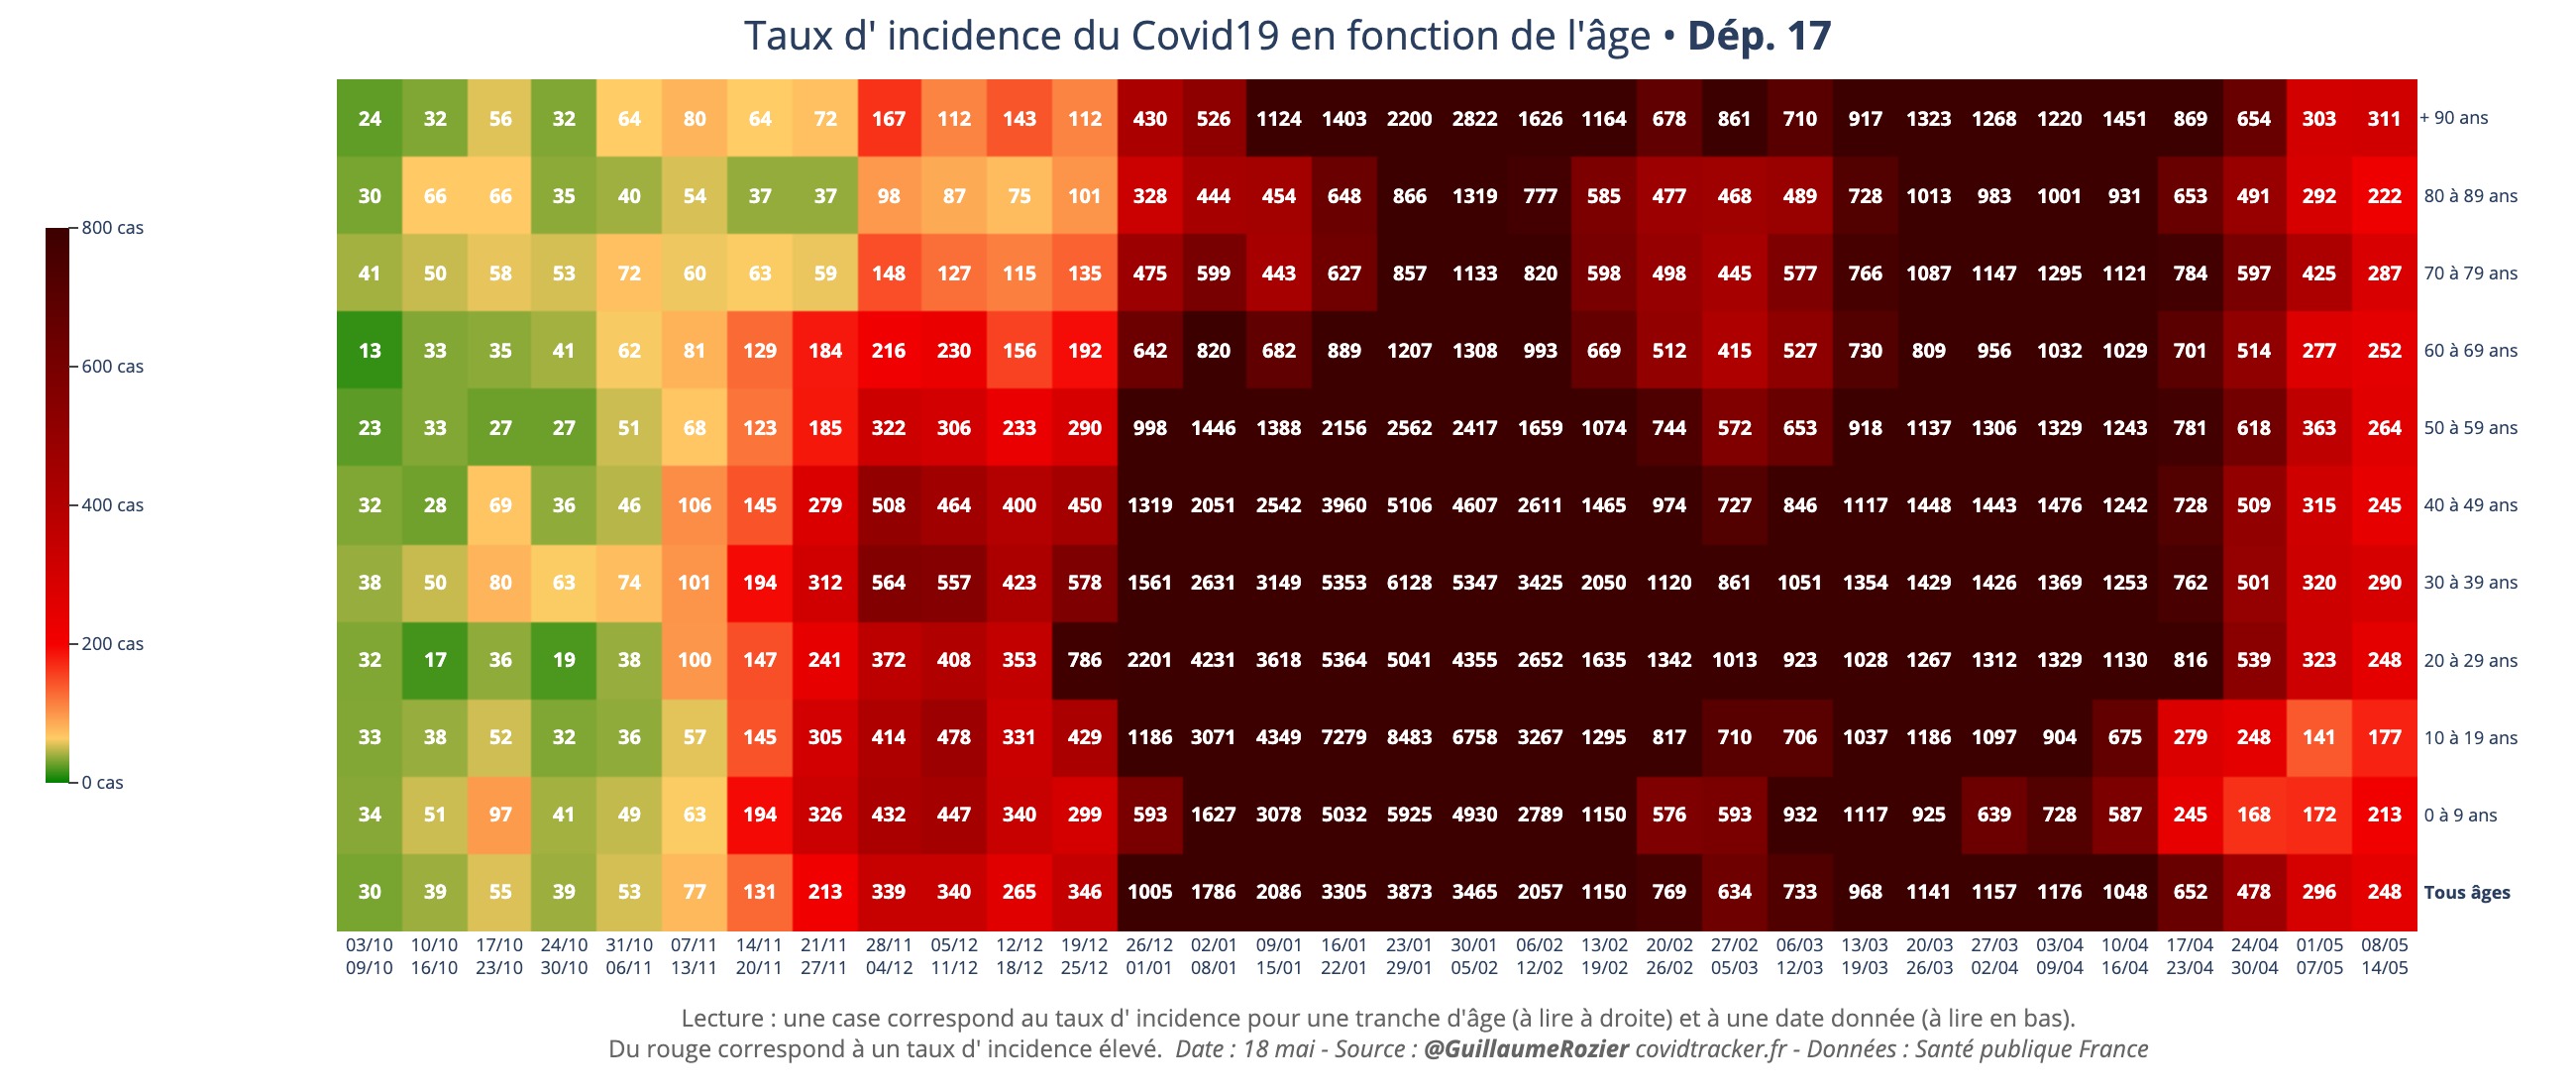 Taux d' incidence du Covid19 en fonction de l'âge • Dép. 17
24 32 56 32 64 80 64 72 167 112 143 112 430 526 1124 1403 2200 2822 1626 1164 678 861 710 917 1323 1268 1220 1451 869 654 303 311 + 90 ans
30 66 66 35 40 54 37 37 98 87 75 101 328 444 454 648 866 1319 777 585 477 468 489 728 1013 983 1001 931 653 491 292 222 80 à 89 ans
800 cas
41 50 58 53 72 60 63 59 148 127 115 135 475 599 443 627 857 1133 820 598 498 445 577 766 1087 1147 1295 1121 784 597 425 287 70 à 79 ans
13 33 35 41 62 81 129 184 216 230 156 192 642 820 682 889 1207 1308 993 669 512 415 527 730 809 956 1032 1029 701 514 277 252 60 à 69 ans
600 cas
23 33 27 27 51 68 123 185 322 306 233 290 998 1446 1388 2156 2562 2417 1659 1074 744 572 653 918 1137 1306 1329 1243 781 618 363 264 50 à 59 ans
400 cas
32 28 69 36 46 106 145 279 508 464 400 450 1319 2051 2542 3960 5106 4607 2611 1465 974 727 846 1117 1448 1443 1476 1242 728 509 315 245 40 à 49 ans
38 50 80 63 74 101 194 312 564 557 423 578 1561 2631 3149 5353 6128 5347 3425 2050 1120 861 1051 1354 1429 1426 1369 1253 762 501 320 290 30 à 39 ans
200 cas
32 17 36 19 38 100 147 241 372 408 353 786 2201 4231 3618 5364 5041 4355 2652 1635 1342 1013 923 1028 1267 1312 1329 1130 816 539 323 248 20 à 29 ans
33 38 52 32 36 57 145 305 414 478 331 429 1186 3071 4349 7279 8483 6758 3267 1295 817 710 706 1037 1186 1097 904 675 279 248 141 177 10 à 19 ans
0 cas
34 51 97 41 49 63 194 326 432 447 340 299 593 1627 3078 5032 5925 4930 2789 1150 576 593 932 1117 925 639 728 587 245 168 172 213 0 à 9 ans
30 39 55 39 53 77 131 213 339 340 265 346 1005 1786 2086 3305 3873 3465 2057 1150 769 634 733 968 1141 1157 1176 1048 652 478 296 248 Tous âges
03/10 10/10 17/10 24/10 31/10 07/11 14/11 21/11 28/11 05/12 12/12 19/12 26/12 02/01 09/01 16/01 23/01 30/01 06/02 13/02 20/02 27/02 06/03 13/03 20/03 27/03 03/04 10/04 17/04 24/04 01/05 08/05
09/10 16/10 23/10 30/10 06/11 13/11 20/11 27/11 04/12 11/12 18/12 25/12 01/01 08/01 15/01 22/01 29/01 05/02 12/02 19/02 26/02 05/03 12/03 19/03 26/03 02/04 09/04 16/04 23/04 30/04 07/05 14/05
Lecture : une case correspond au taux d' incidence pour une tranche d'âge (à lire à droite) et à une date donnée (à lire en bas).
Du rouge correspond à un taux d' incidence élevé. Date : 18 mai - Source : @GuillaumeRozier covidtracker.fr - Données : Santé publique France